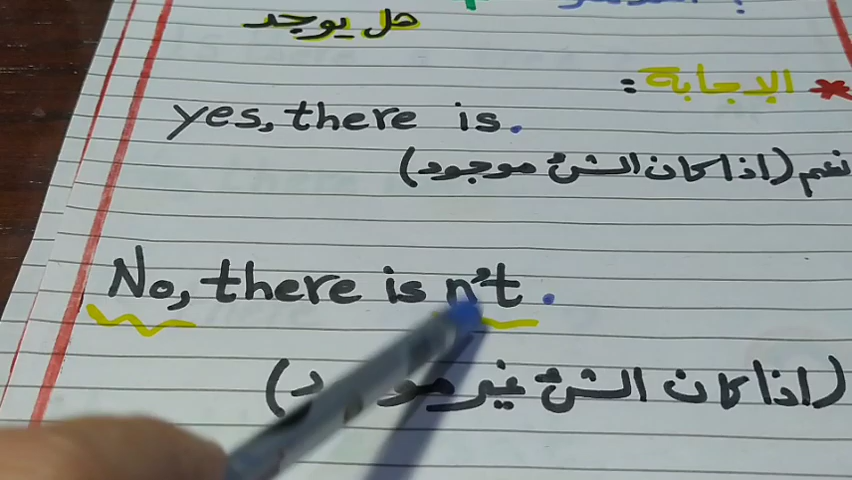 هل يوجد
* الإجابة :
yes, there is.
نعم (اذا كان الشئ موجود)
No, there isn't.
(اذا كان الشئ غير موجود)